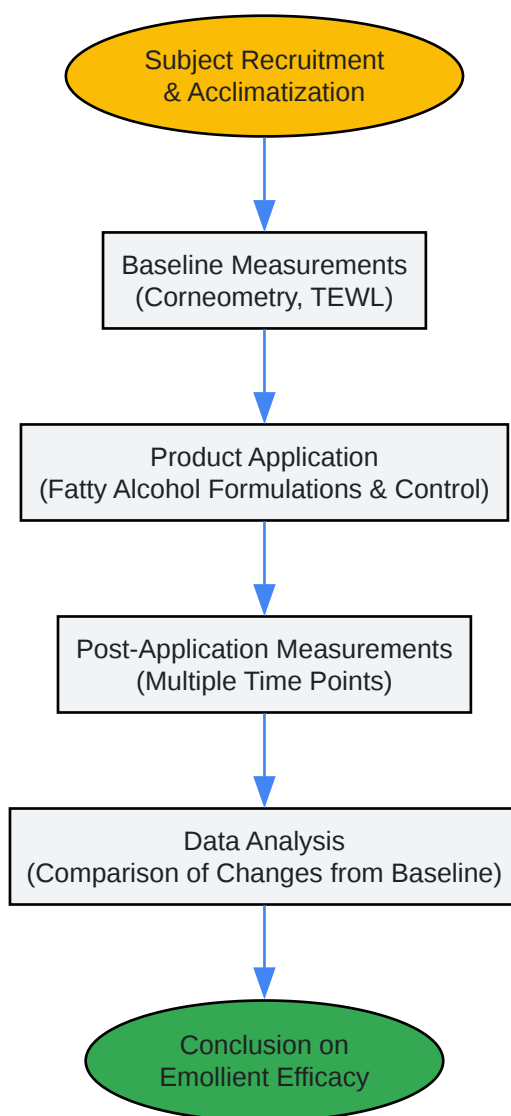 Subject Recruitment
& Acclimatization
Baseline Measurements
(Corneometry, TEWL)
Product Application
(Fatty Alcohol Formulations & Control)
Post-Application Measurements
(Multiple Time Points)
Data Analysis
(Comparison of Changes from Baseline)
Conclusion on
Emollient Efficacy